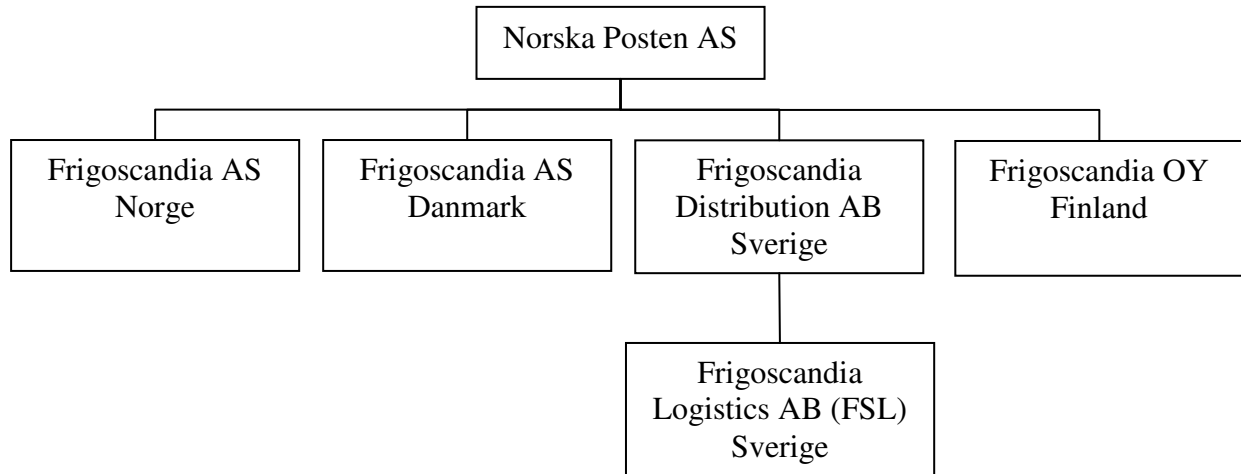 Norska Posten AS
Frigoscandia AS
Norge
Frigoscandia AS
Danmark
Frigoscandia
Distribution AB
Sverige
Frigoscandia OY
Finland
Frigoscandia
Logistics AB (FSL)
Sverige